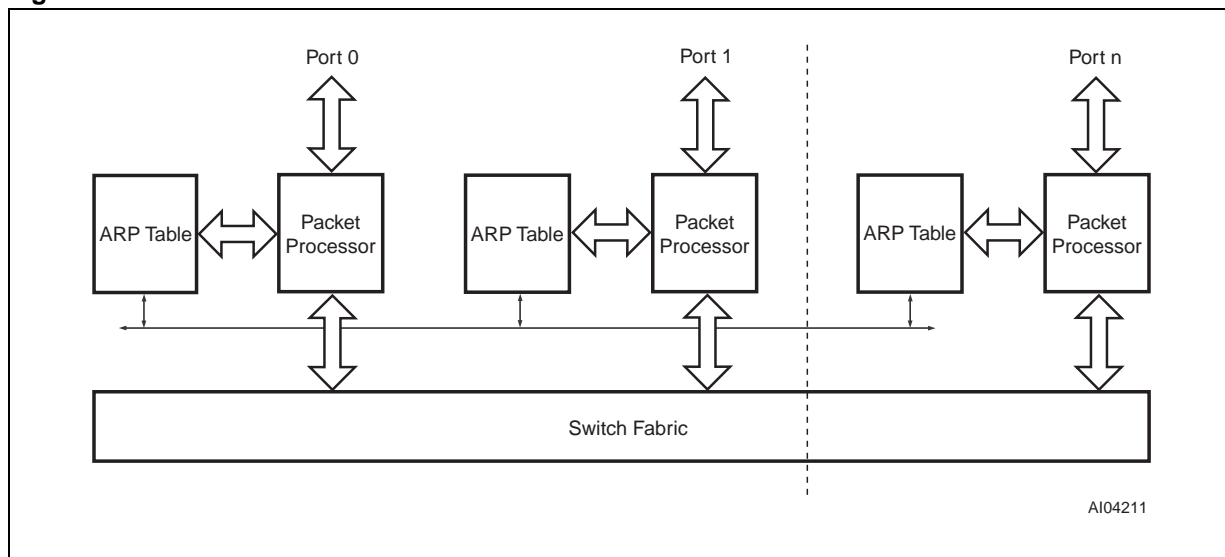 Port 0
Port 1
Port n
ARP Table
Packet
Processor
ARP Table
Packet
Processor
ARP Table
Packet
Processor
Switch Fabric
AI04211